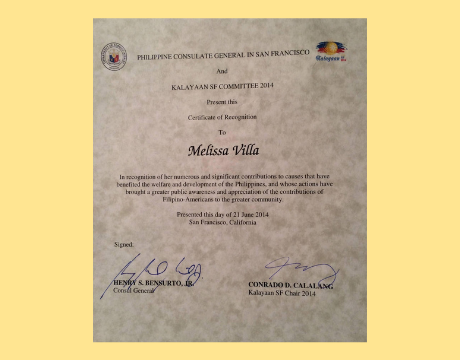 PHILIPPINE CONSULATE GENERAL IN SAN FRANCISCO
And
KALAYAAN SF COMMITTEE 2014
Present this
Certificate of Recognition
To
Melissa Villa
In recognition of her numerous and significant contributions to causes that have
benefited the welfare and development of the Philippines, and whose actions have
brought a greater public awareness and appreciation of the contributions of
Filipino-Americans to the greater community.
Presented this day of 21 June 2014
San Francisco, California
Signed:
HENRY S. BENSURTO, JR.
Consul General
CONRADO D. CALALANG
Kalayaan SF Chair 2014